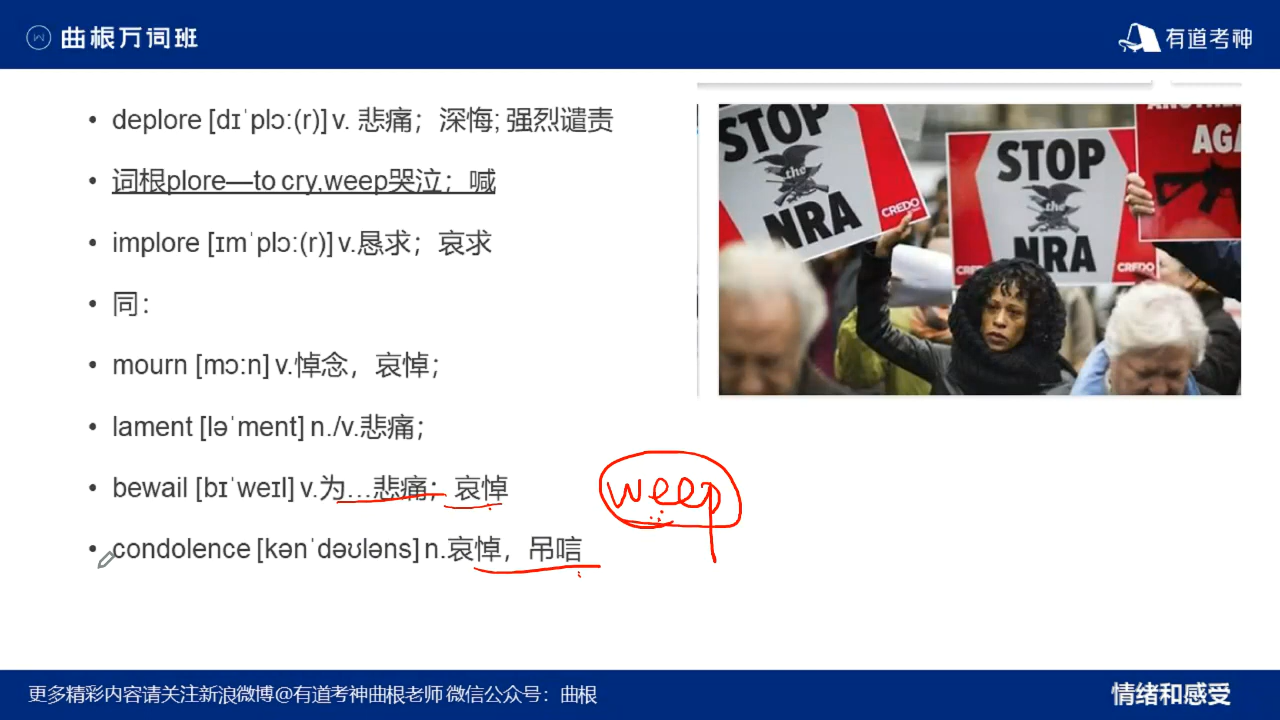 曲根万词班
有道考神
deplore [dɪˈplɔː(r)] v. 悲痛；深悔; 强烈谴责
词根plore—to cry,weep哭泣；喊
implore [ɪmˈplɔː(r)] v.恳求；哀求
同：
mourn [mɔːn] v.悼念，哀悼；
lament [ləˈment] n./v.悲痛；
bewail [bɪˈweɪl] v.为…悲痛；哀悼
condolence [kənˈdəʊləns] n.哀悼，吊唁
weep
STOP
the
NRA
CREDO
STOP
the
NRA
CREDO
AGA
更多精彩内容请关注新浪微博@有道考神曲根老师 微信公众号：曲根
情绪和感受